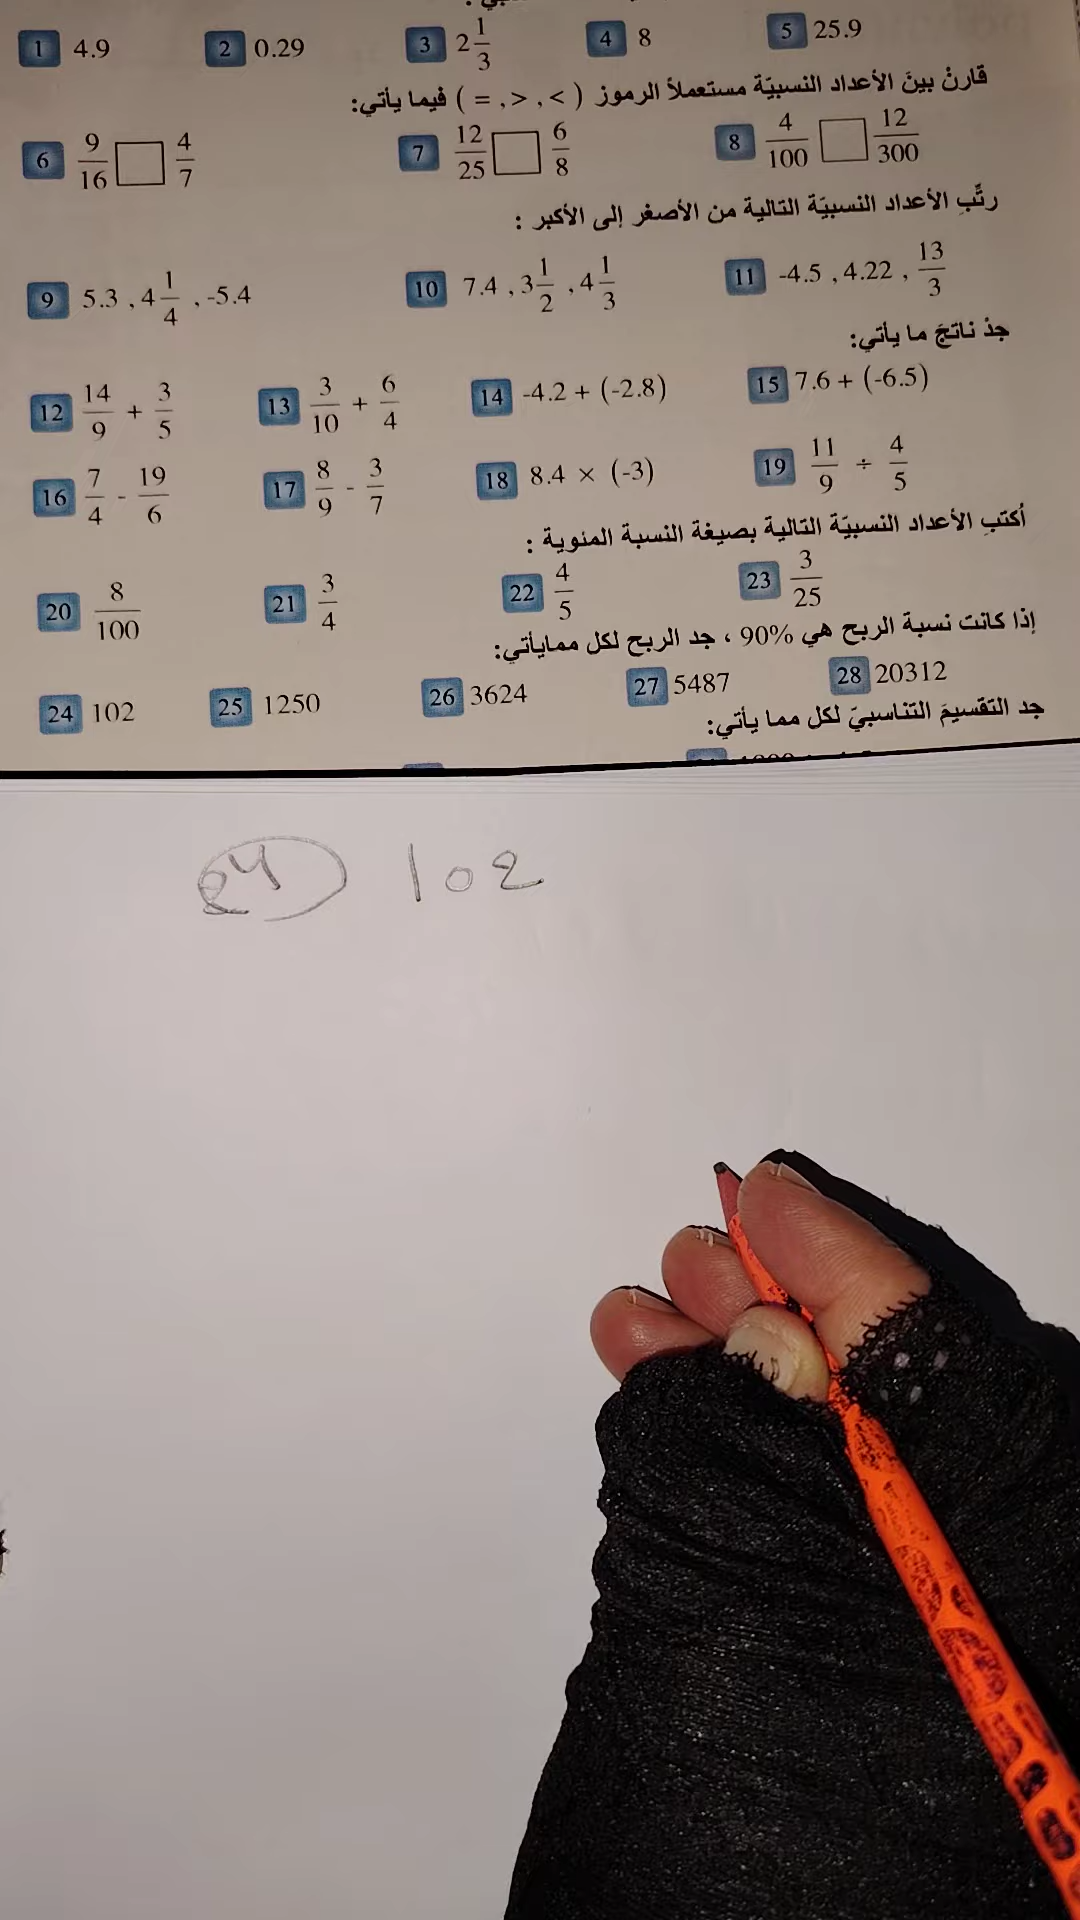 1 4.9 2 0.29 3 2 1/3 4 8 5 25.9
قارنْ بينَ الأعداد النسبيّة مستعملاً الرموز ( < , > , = ) فيما يأتي:
6 9/16 □ 4/7 7 12/25 □ 6/8 8 4/100 □ 12/300
رتِّبِ الأعداد النسبيّة التالية من الأصغر إلى الأكبر :
9 5.3 , 4 1/4 , -5.4 10 7.4 , 3 1/2 , 4 1/3 11 -4.5 , 4.22 , 13/3
جدْ ناتجَ ما يأتي:
12 14/9 + 3/5 13 3/10 + 6/4 14 -4.2 + (-2.8) 15 7.6 + (-6.5)
16 7/4 - 19/6 17 8/9 - 3/7 18 8.4 × (-3) 19 11/9 ÷ 4/5
أكتبِ الأعداد النسبيّة التالية بصيغة النسبة المئوية :
20 8/100 21 3/4 22 4/5 23 3/25
إذا كانت نسبة الربح هي 90% ، جد الربح لكل ممايأتي:
24 102 25 1250 26 3624 27 5487 28 20312
جد التقسيمَ التناسبيّ لكل مما يأتي:
24 102